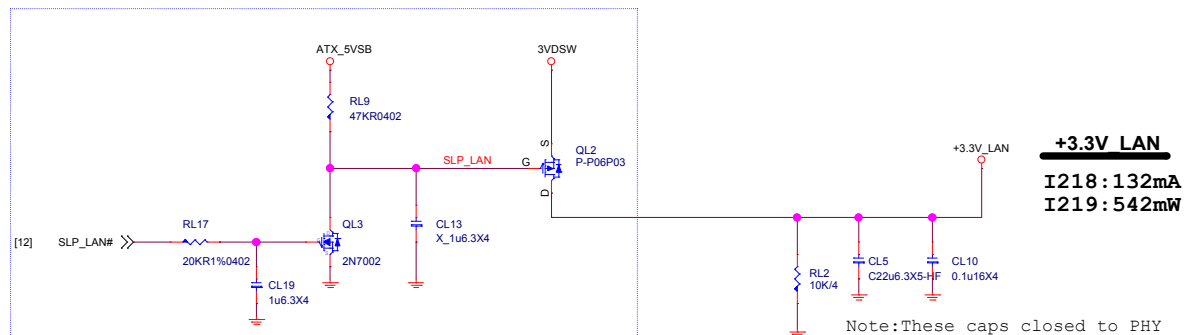 ATX_5VSB
3VDSW
RL9
47KR0402
S
QL2
P-P06P03
SLP_LAN
G
D
+3.3V_LAN
+3.3V_LAN
I218:132mA
I219:542mW
RL17
QL3
CL13
X_1u6.3X4
[12]
SLP_LAN#
20KR1%0402
2N7002
CL19
1u6.3X4
RL2
10K/4
CL5
C22u6.3X5-HF
CL10
0.1u16X4
Note:These caps closed to PHY